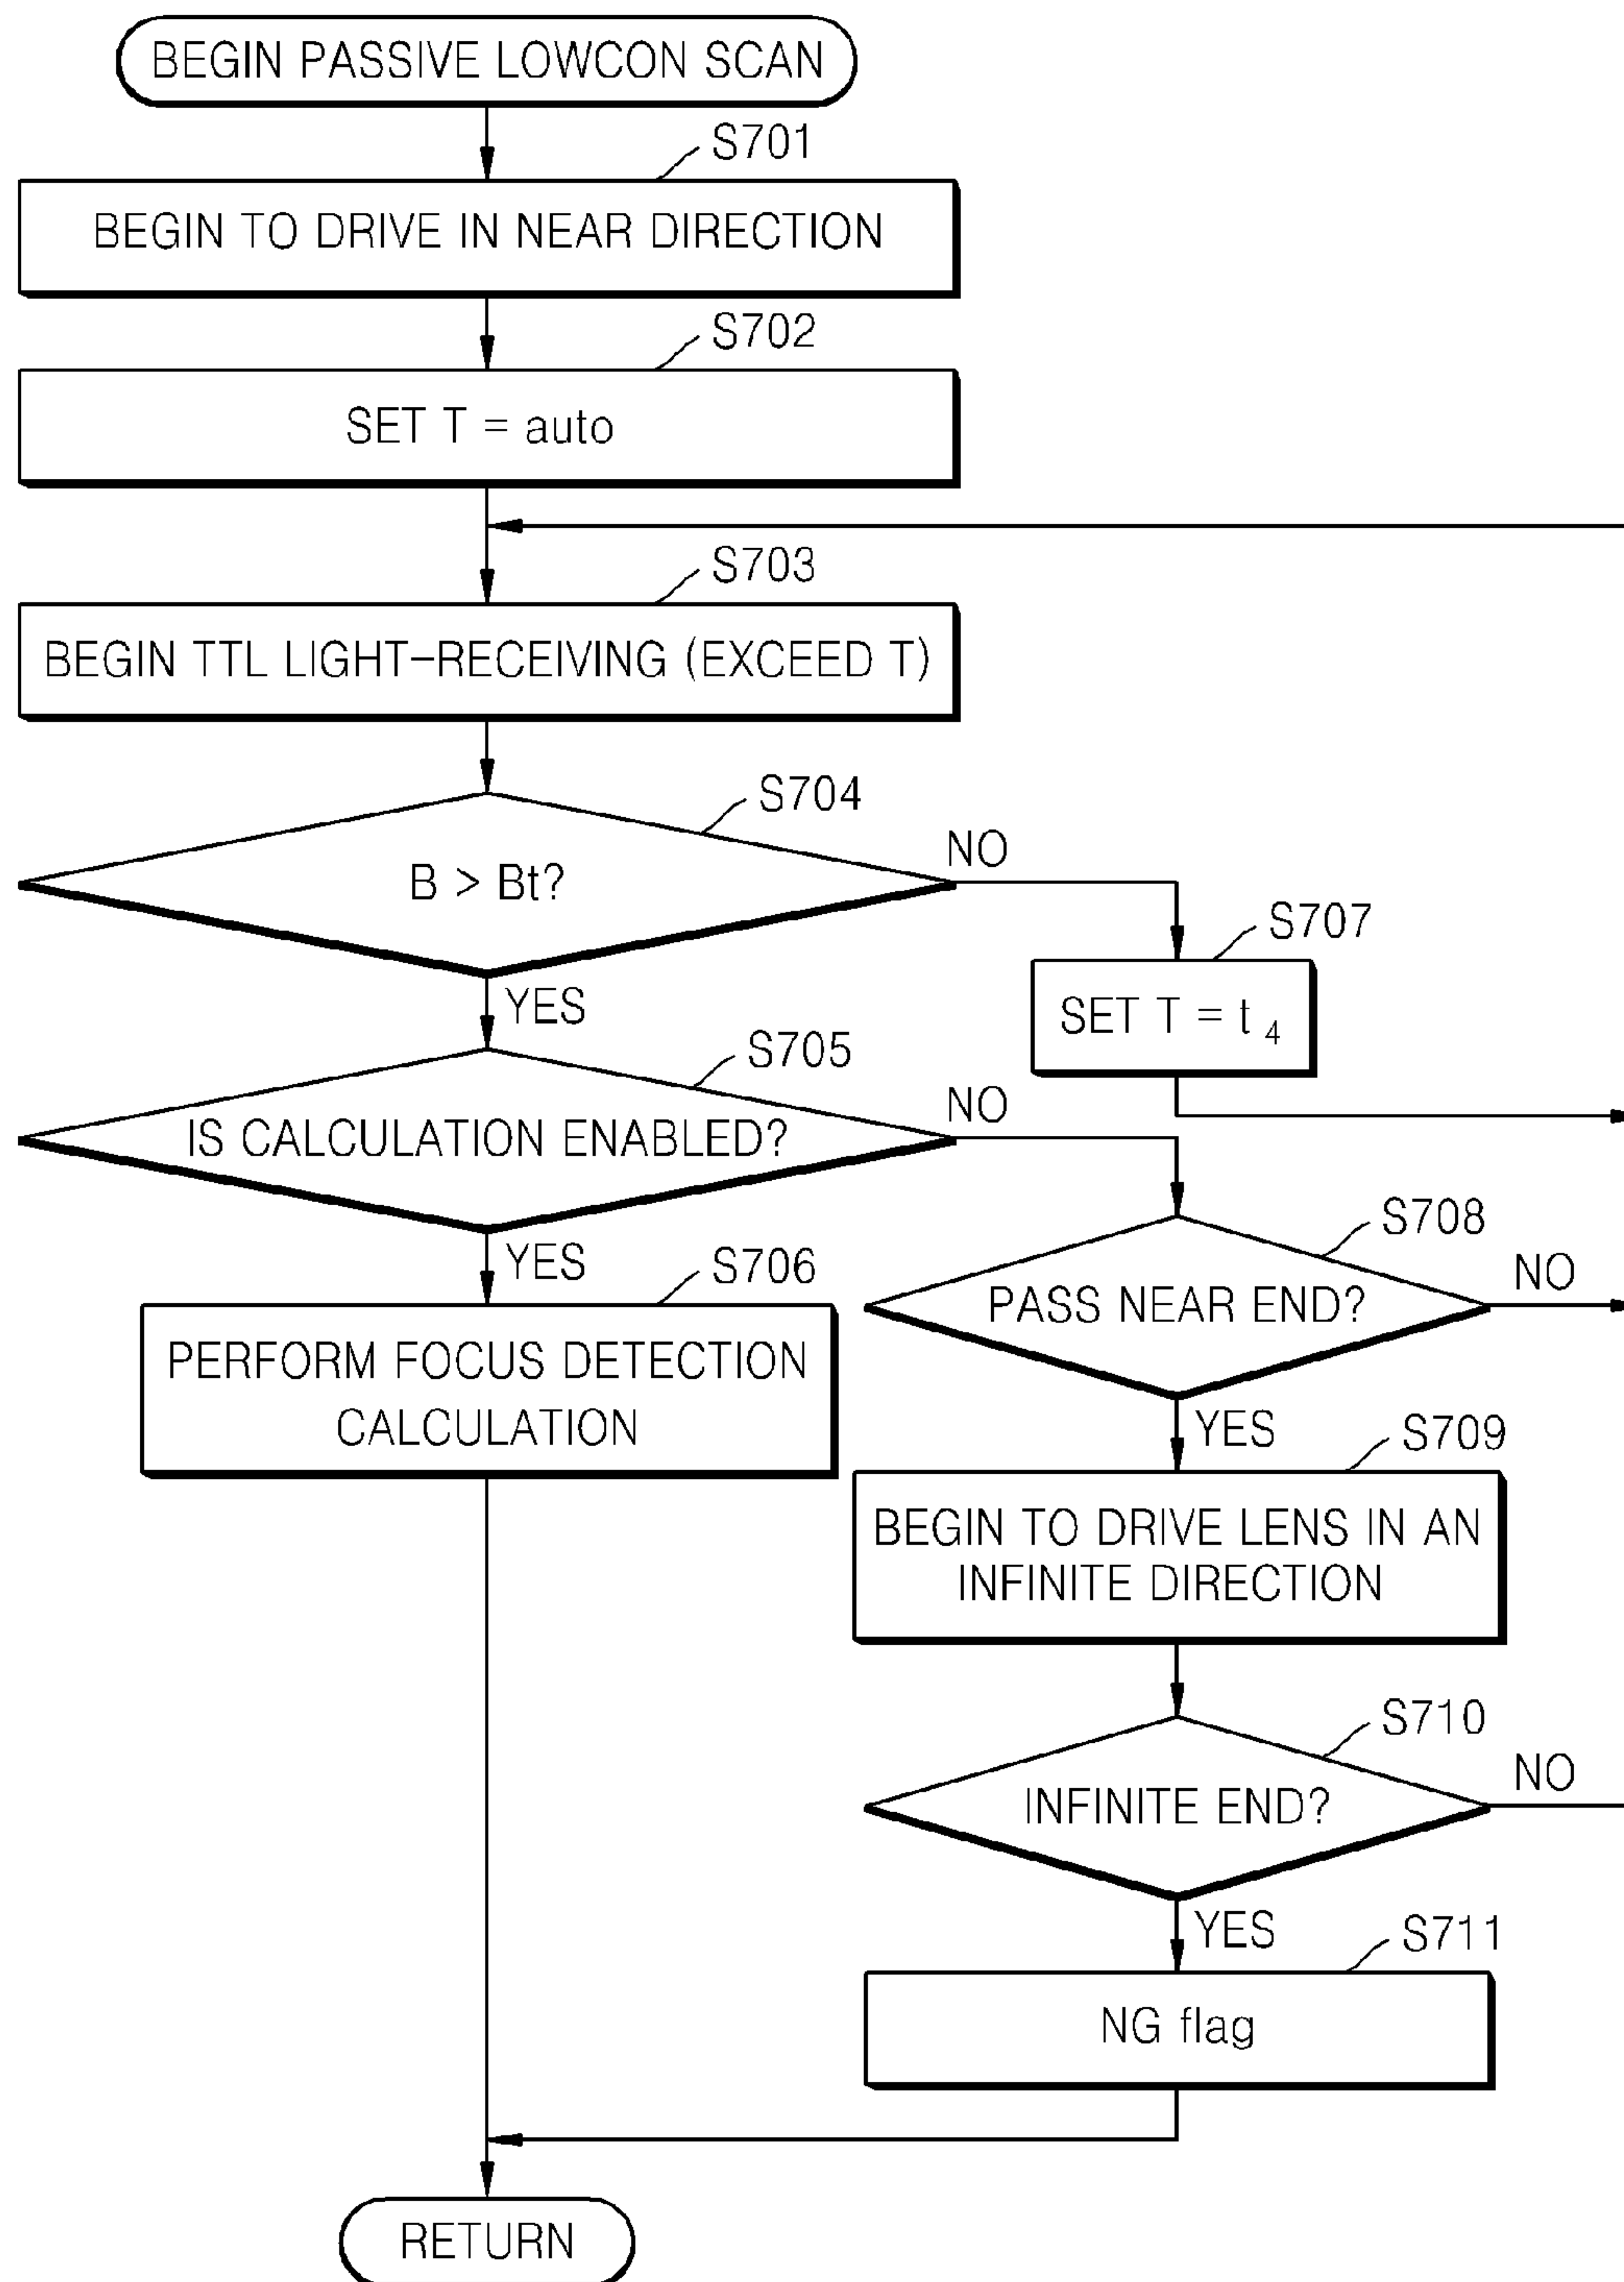 BEGIN PASSIVE LOWCON SCAN
S701
BEGIN TO DRIVE IN NEAR DIRECTION
S702
SET T = auto
S703
BEGIN TTL LIGHT-RECEIVING (EXCEED T)
S704
B > Bt?
NO
YES
S707
SET T = t4
S705
IS CALCULATION ENABLED?
NO
YES
S706
PERFORM FOCUS DETECTION
CALCULATION
S708
PASS NEAR END?
NO
YES
S709
BEGIN TO DRIVE LENS IN AN
INFINITE DIRECTION
S710
INFINITE END?
NO
YES
S711
NG flag
RETURN